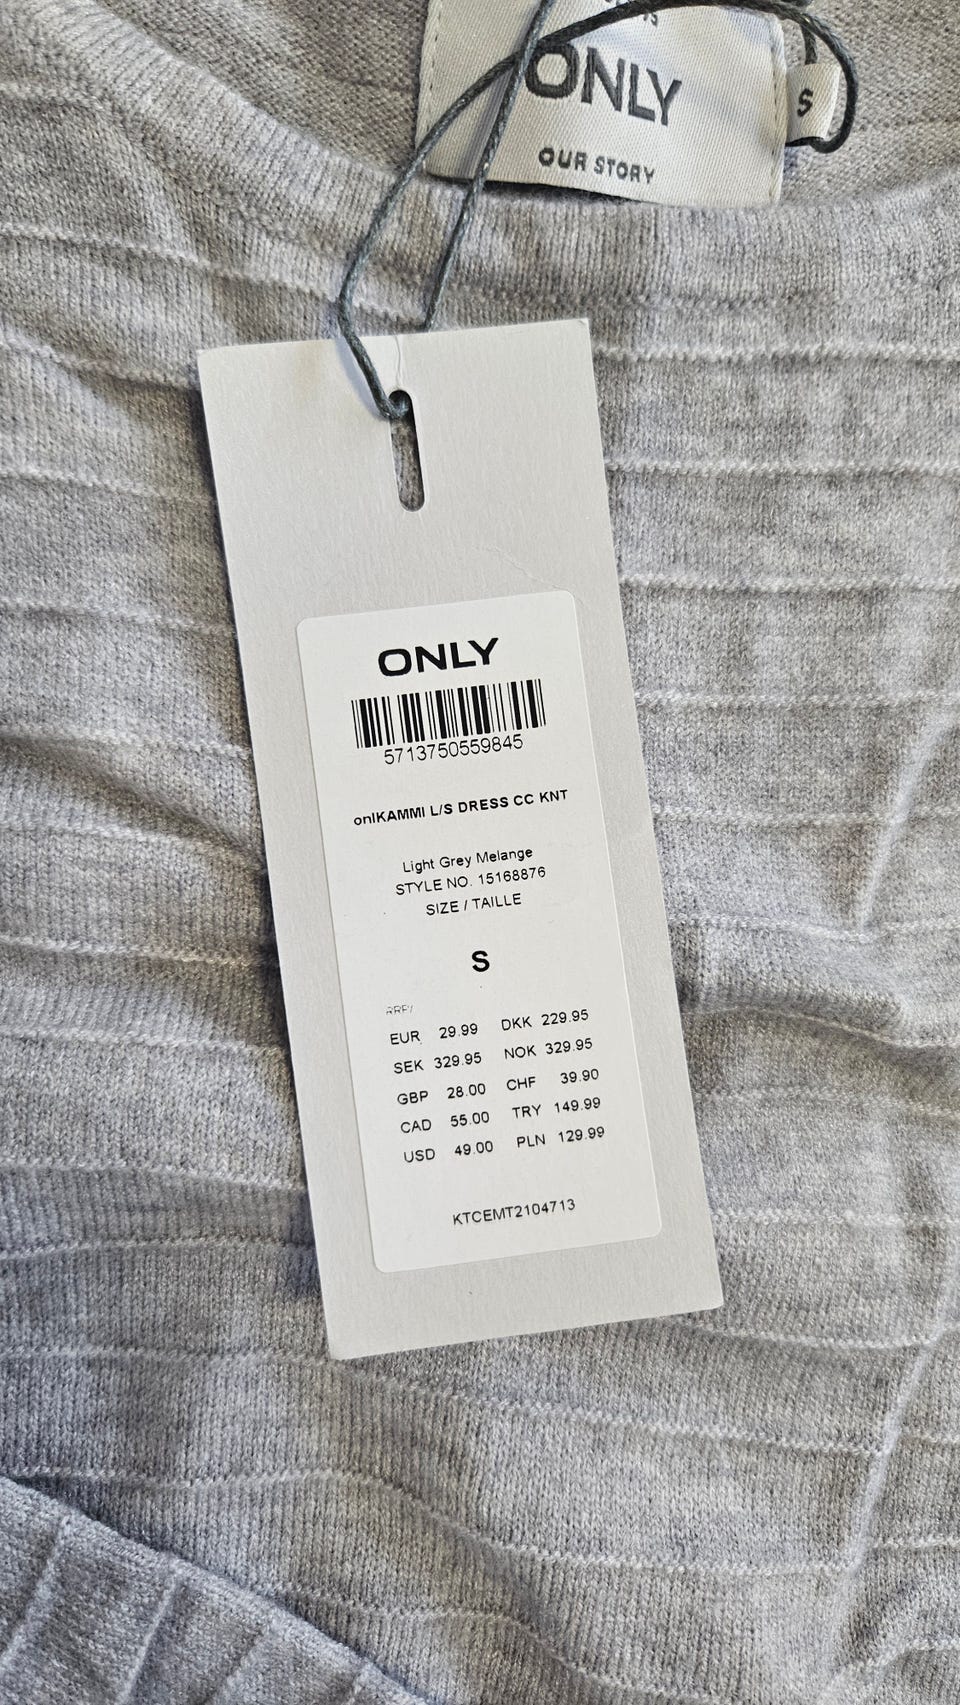 ONLY
S
OUR STORY
ONLY
5713750559845
onlKAMMI L/S DRESS CC KNT
Light Grey Melange
STYLE NO. 15168876
SIZE / TAILLE
S
RRP/
EUR 29.99 DKK 229.95
SEK 329.95 NOK 329.95
GBP 28.00 CHF 39.90
CAD 55.00 TRY 149.99
USD 49.00 PLN 129.99
KTCEMT2104713